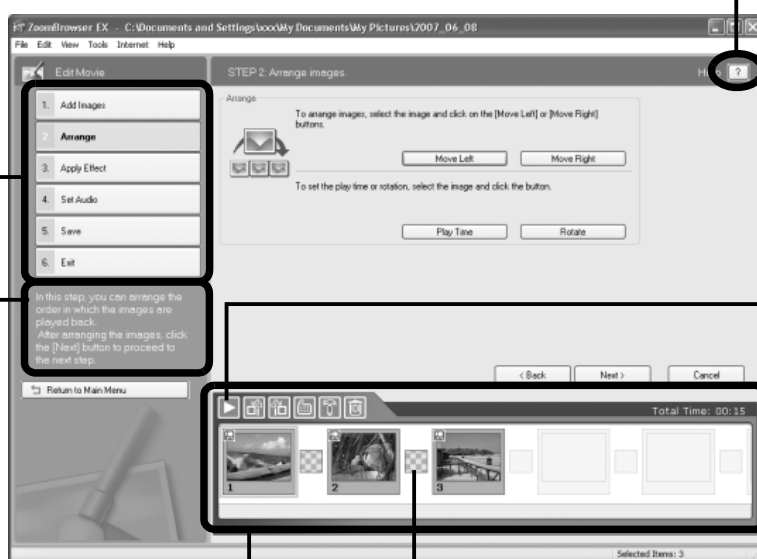 ZoomBrowser EX - C:\Documents and Settings\xxx\My Documents\My Pictures\2007_06_08
File Edit View Tools Internet Help
Edit Movie
STEP 2: Arrange images.
?
1. Add Images
2. Arrange
3. Apply Effect
4. Set Audio
5. Save
6. Exit
In this step, you can arrange the
order in which the images are
played back.
After arranging the images, click
the [Next] button to proceed to
the next step.
Return to Main Menu
Arrange
To arrange images, select the image and click on the [Move Left] or [Move Right]
buttons.
Move Left Move Right
To set the play time or rotation, select the image and click the button.
Play Time Rotate
< Back Next > Cancel
Total Time: 00:15
1 2 3
Selected Items: 3